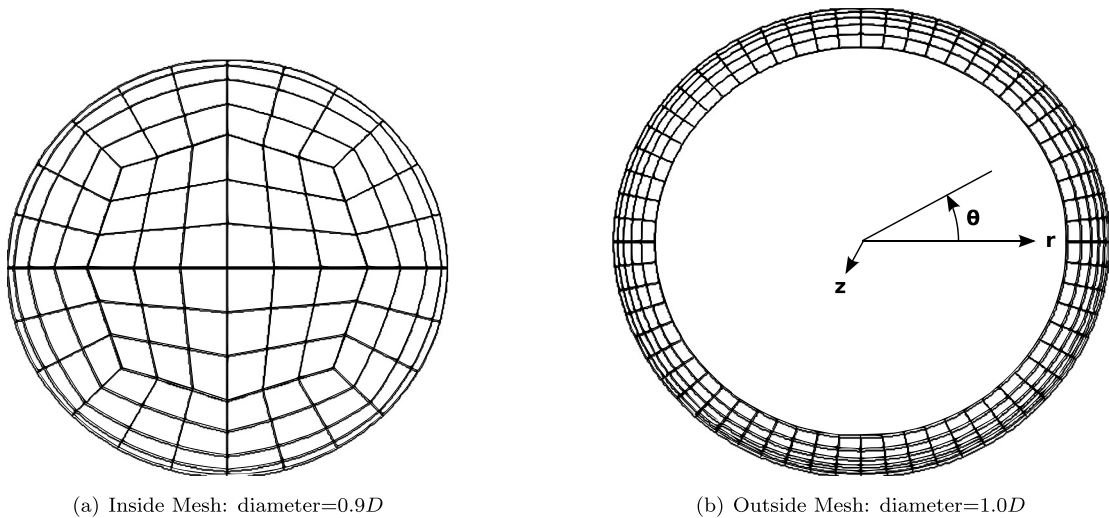 θ
r
z
(a) Inside Mesh: diameter=0.9D
(b) Outside Mesh: diameter=1.0D